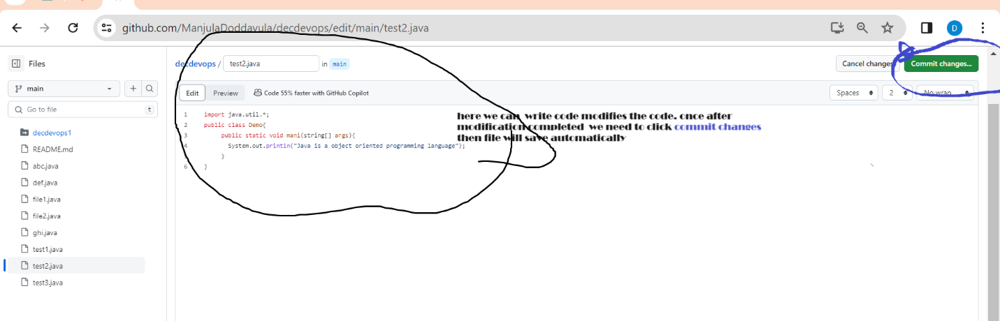 github.com/ManjulaDoddavula/decdevops/edit/main/test2.java
D
Files
decdevops / test2.java in main
Cancel changes
Commit changes...
main
Edit Preview Code 55% faster with GitHub Copilot
Spaces 2 No wrap
Go to file t
decdevops1
README.md
abc.java
def.java
file1.java
file2.java
ghi.java
test1.java
test2.java
test3.java
1 import java.util.*;
2 public class Demo{
3 public static void mani(string[] args){
4 System.out.println("Java is a object oriented programming language");
}
6 }
here we can write code modifies the code. once after
modification completed we need to click commit changes
then file will save automatically